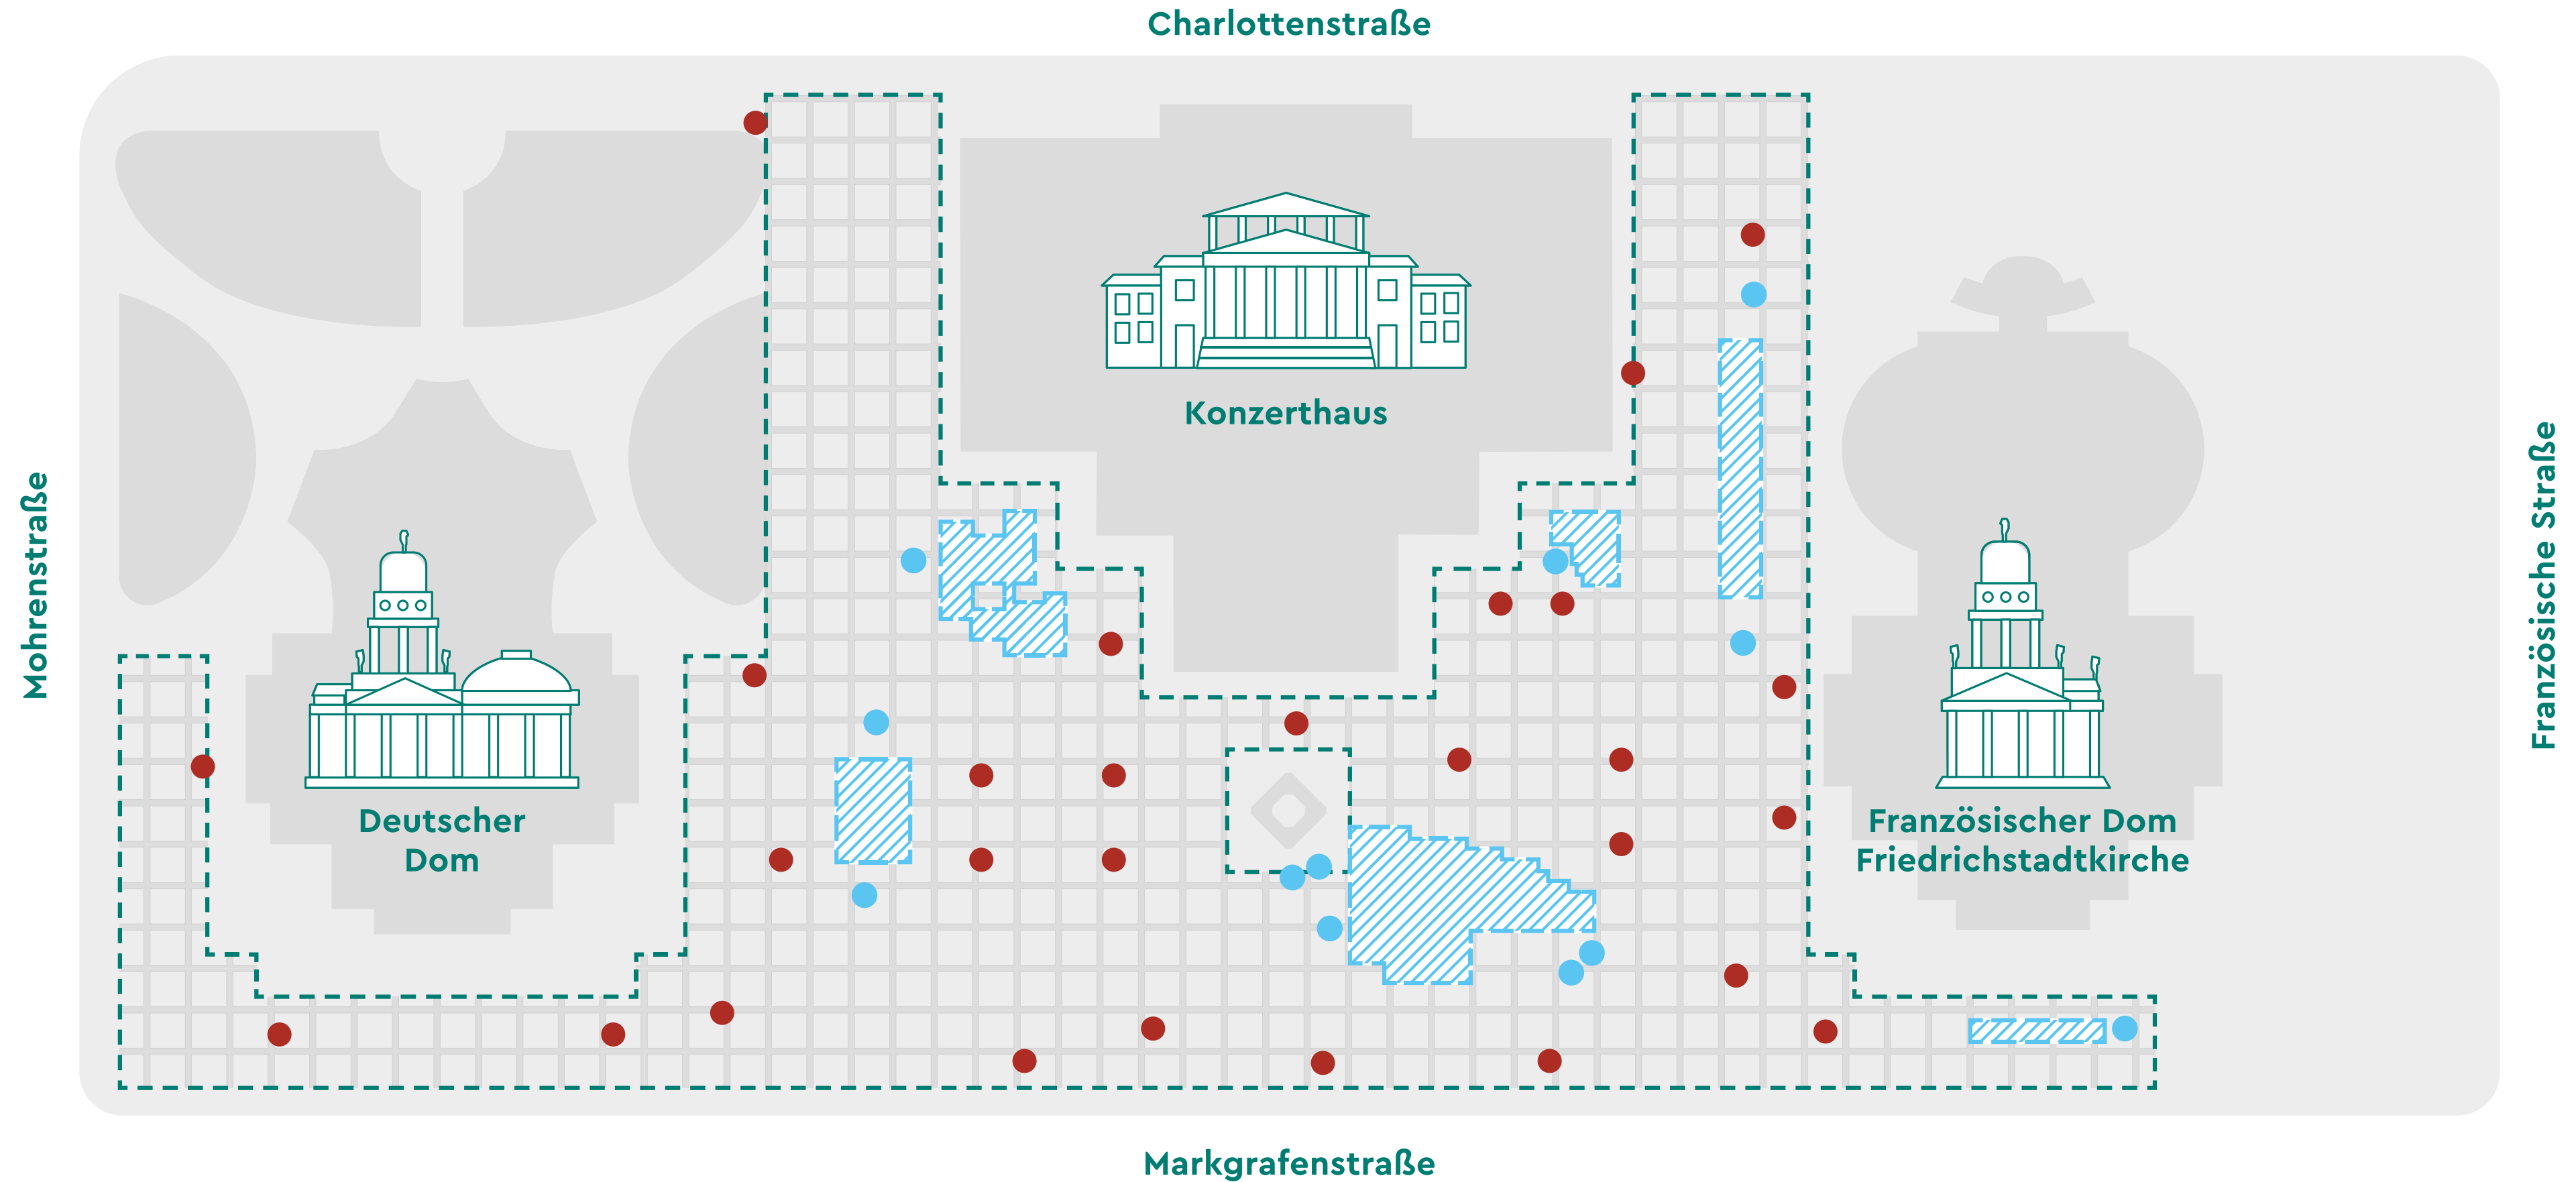 Charlottenstraße
Konzerthaus
Mohrenstraße
Französische Straße
Deutscher
Dom
Französischer Dom
Friedrichstadtkirche
Markgrafenstraße